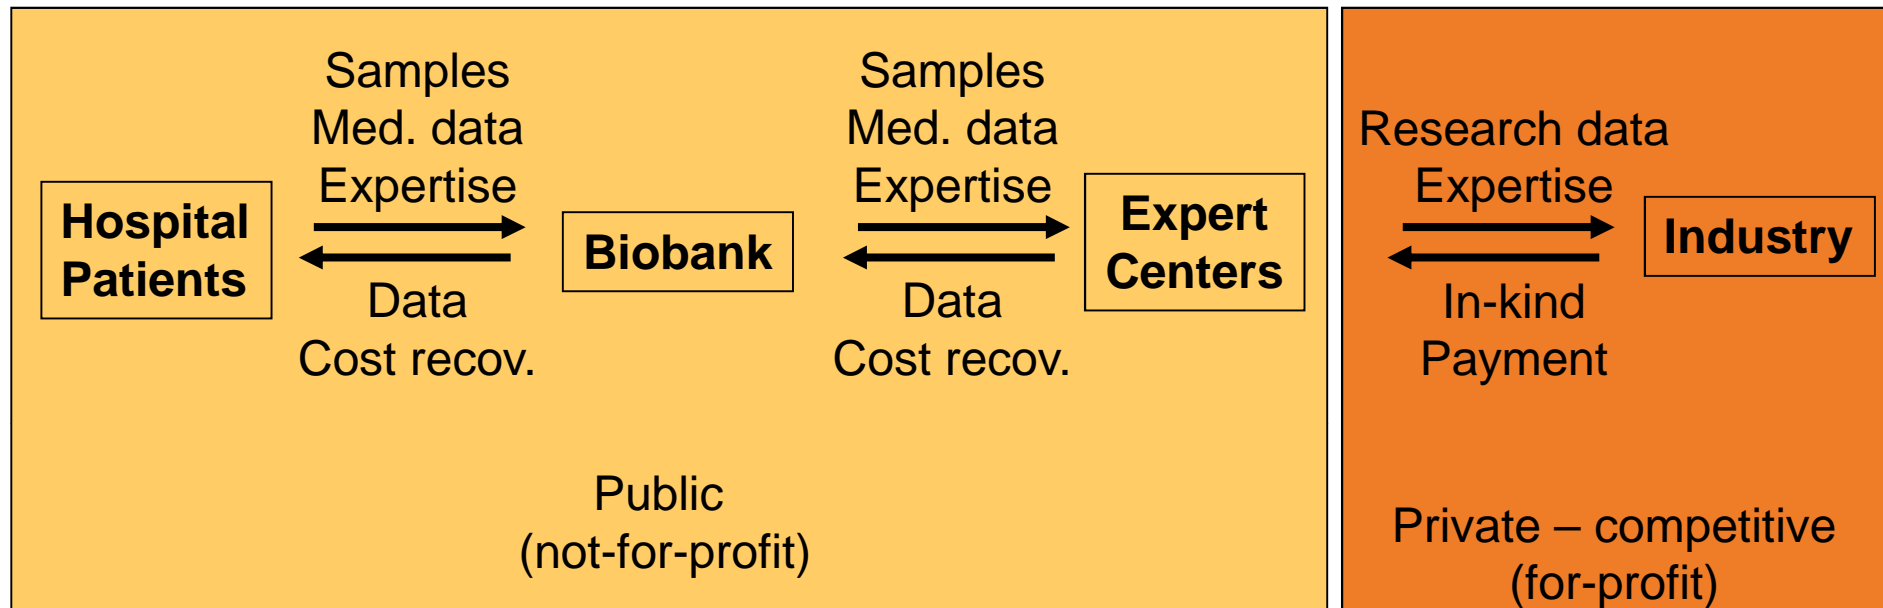 Hospital
Patients
Samples
Med. data
Expertise
Data
Cost recov.
Biobank
Samples
Med. data
Expertise
Data
Cost recov.
Expert
Centers
Public
(not-for-profit)
Research data
Expertise
In-kind
Payment
Industry
Private – competitive
(for-profit)